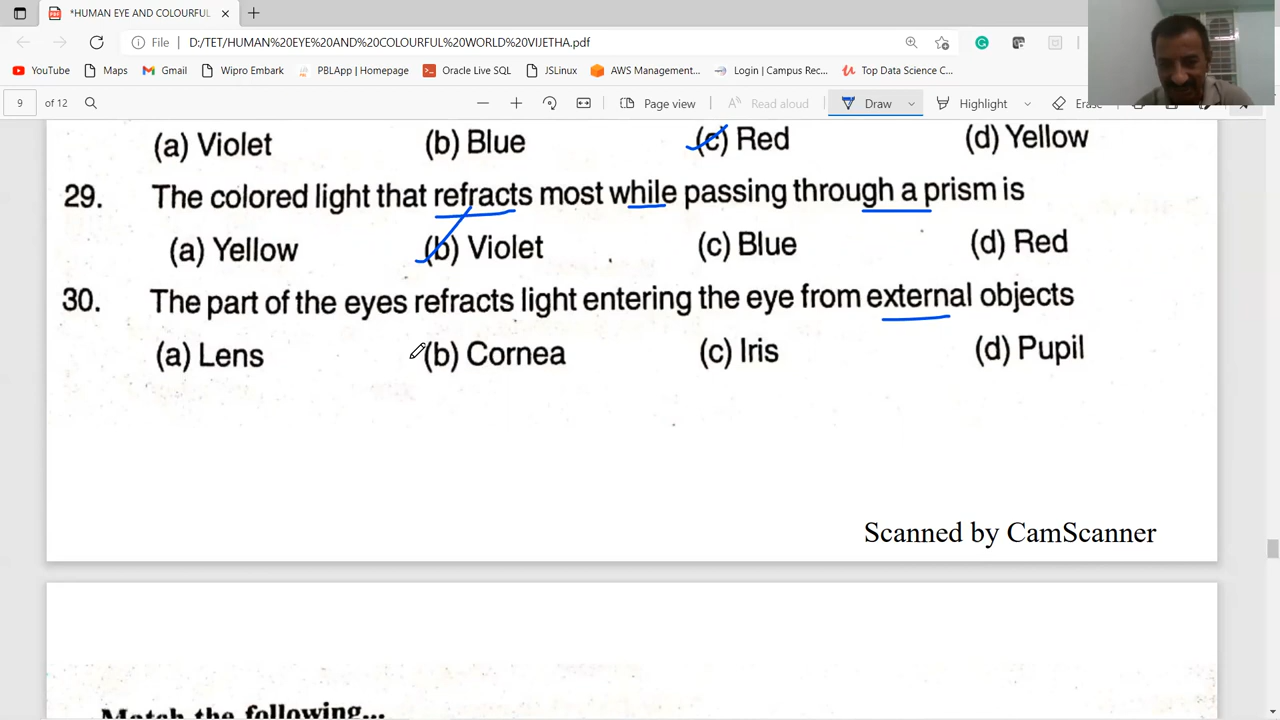 *HUMAN EYE AND COLOURFUL
File D:/TET/HUMAN%20EYE%20AND%20COLOURFUL%20WORLD%20/IJETHA.pdf
YouTube Maps Gmail Wipro Embark PBLApp | Homepage Oracle Live SQL JSLinux AWS Management... Login | Campus Rec... Top Data Science C...
9 of 12 Page view Read aloud Draw Highlight Erase
(a) Violet (b) Blue (c) Red (d) Yellow
29. The colored light that refracts most while passing through a prism is
(a) Yellow (b) Violet (c) Blue (d) Red
30. The part of the eyes refracts light entering the eye from external objects
(a) Lens (b) Cornea (c) Iris (d) Pupil
Scanned by CamScanner
Match the following...